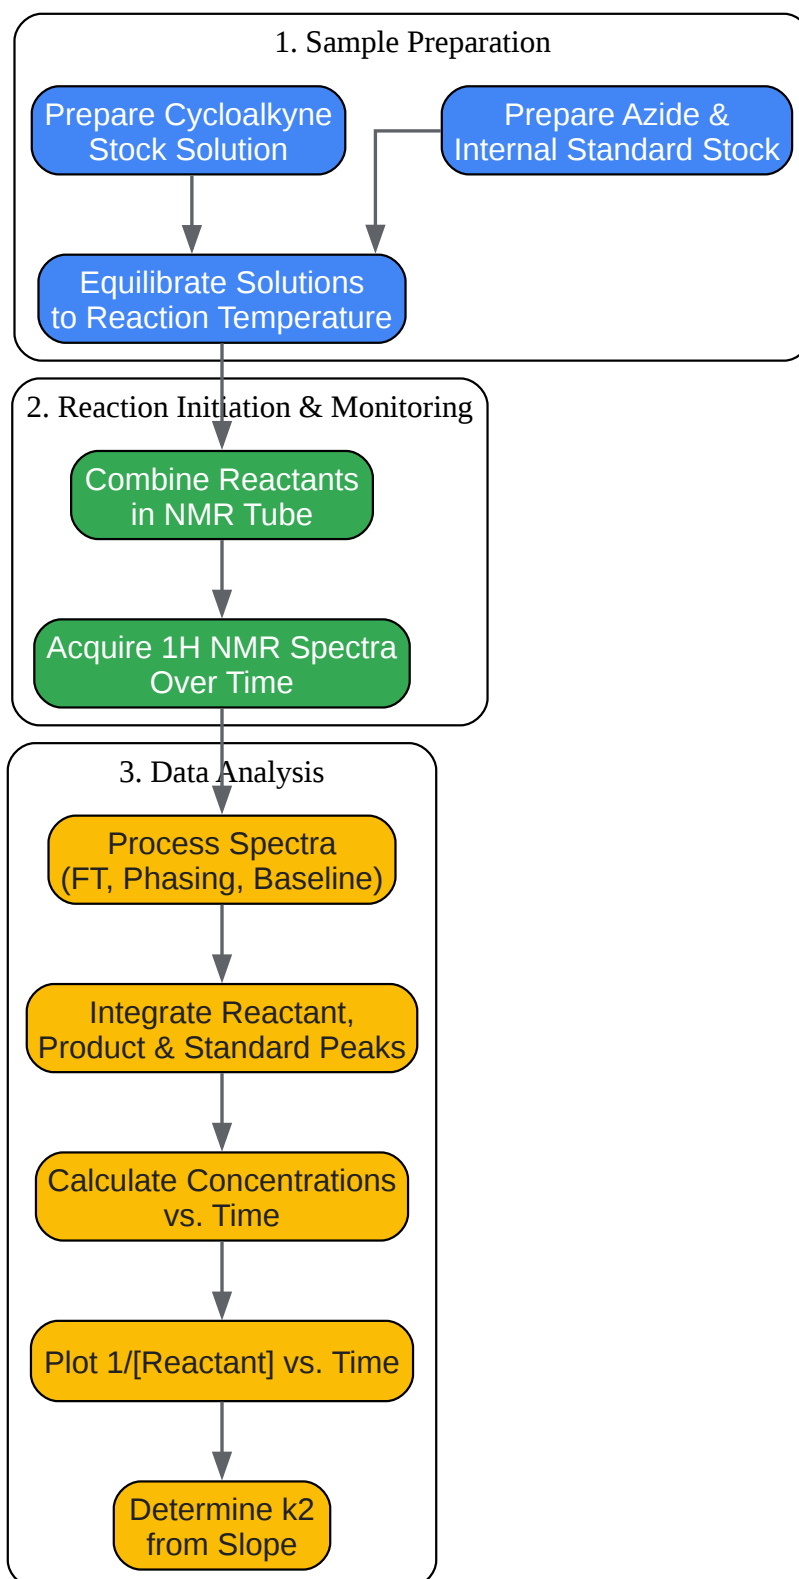 1. Sample Preparation
Prepare Cycloalkyne
Stock Solution
Prepare Azide &
Internal Standard Stock
Equilibrate Solutions
to Reaction Temperature
2. Reaction Initiation & Monitoring
Combine Reactants
in NMR Tube
Acquire 1H NMR Spectra
Over Time
3. Data Analysis
Process Spectra
(FT, Phasing, Baseline)
Integrate Reactant,
Product & Standard Peaks
Calculate Concentrations
vs. Time
Plot 1/[Reactant] vs. Time
Determine k2
from Slope